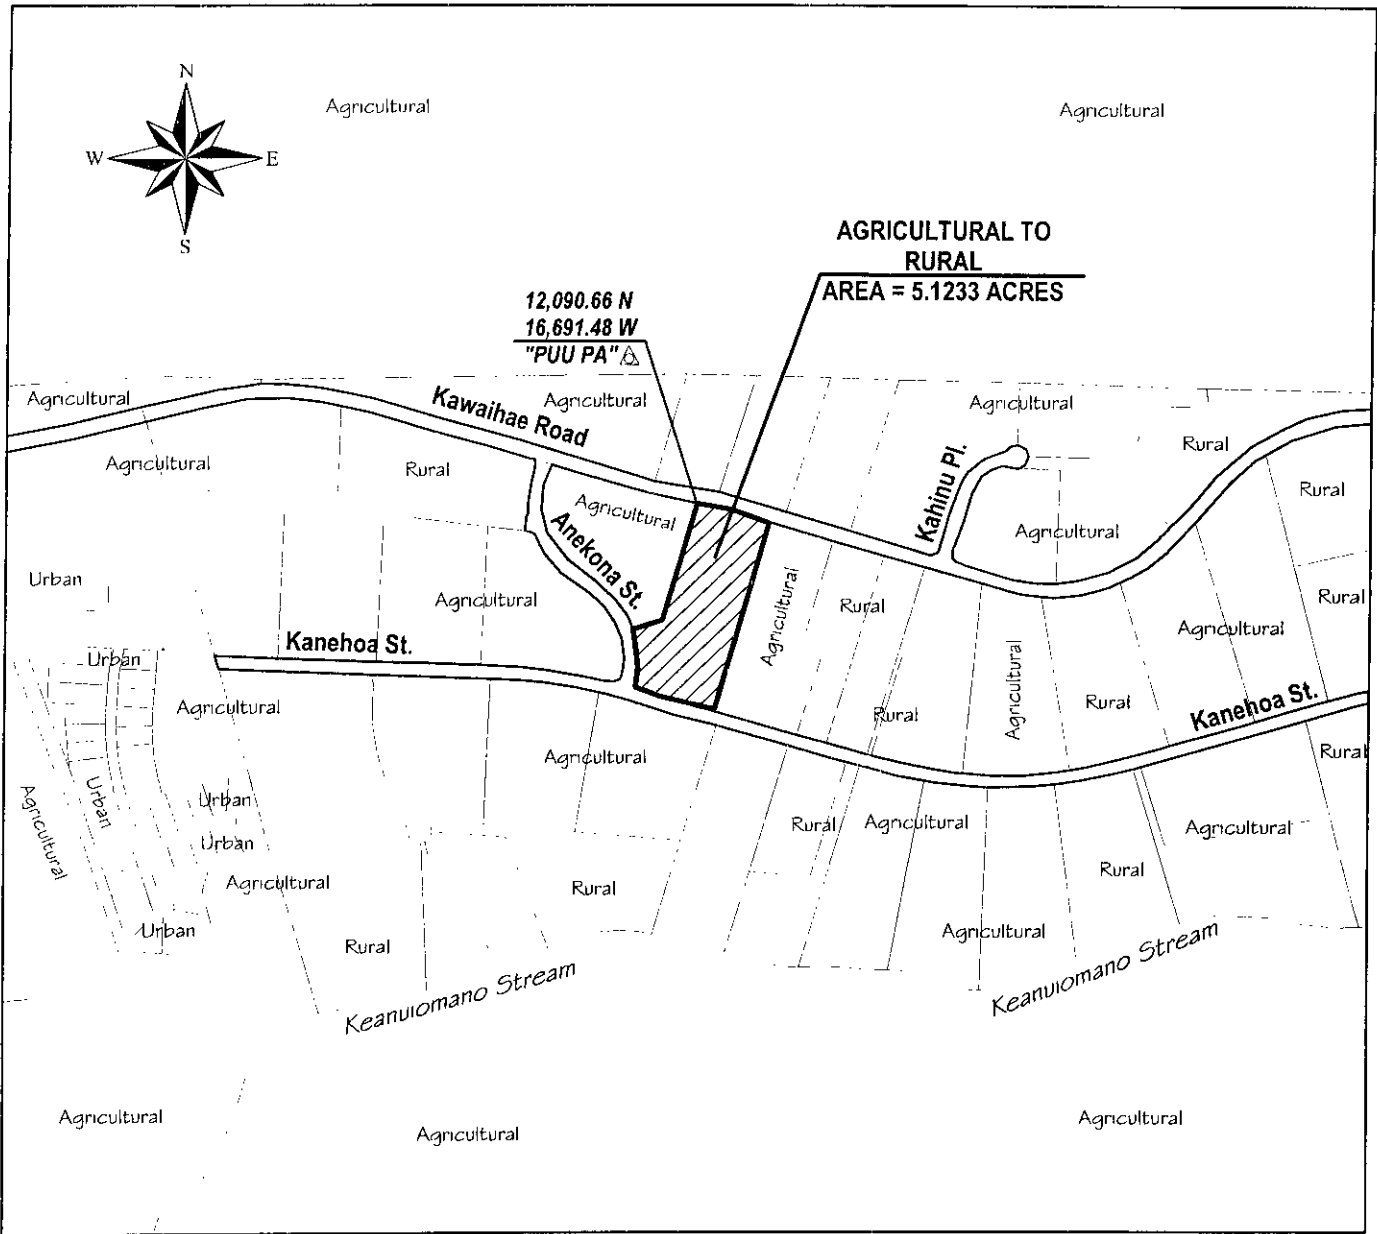 N
Agricultural
Agricultural
W
E
S
AGRICULTURAL TO
RURAL
AREA = 5.1233 ACRES
12,090.66 N
16,691.48 W
"PUU PA"
Agricultural
Kawaihae Road
Agricultural
Agricultural
Rural
Agricultural
Rural
Kahinu Pl.
Rural
Agricultural
Anekona St.
Agricultural
Urban
Agricultural
Agricultural
Rural
Rural
Agricultural
Kanehoa St.
Urban
Agricultural
Agricultural
Rural
Rural
Kanehoa St.
Agricultural
Rural
Agricultural
Urban
Urban
Urban
Rural
Agricultural
Agricultural
Agricultural
Rural
Rural
Urban
Rural
Agricultural
Keanuiomano Stream
Keanuiomano Stream
Agricultural
Agricultural
Agricultural